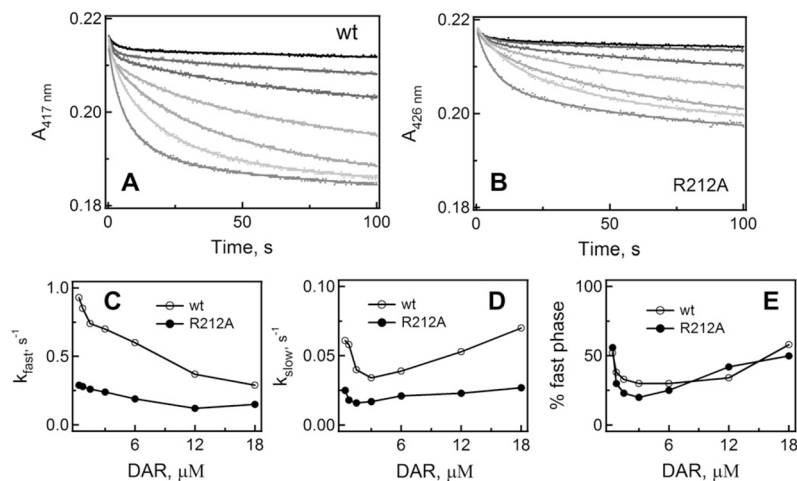 0.22
0.20
0.18
A417 nm
wt
A
0
50
100
Time, s
0.22
0.20
0.18
A426 nm
B
R212A
0
50
100
Time, s
1.0
0.5
0.0
kfast, s-1
C
wt
R212A
6
12
18
DAR, μM
0.10
0.05
0.00
kslow, s-1
D
wt
R212A
6
12
18
DAR, μM
100
50
0
% fast phase
E
wt
R212A
6
12
18
DAR, μM